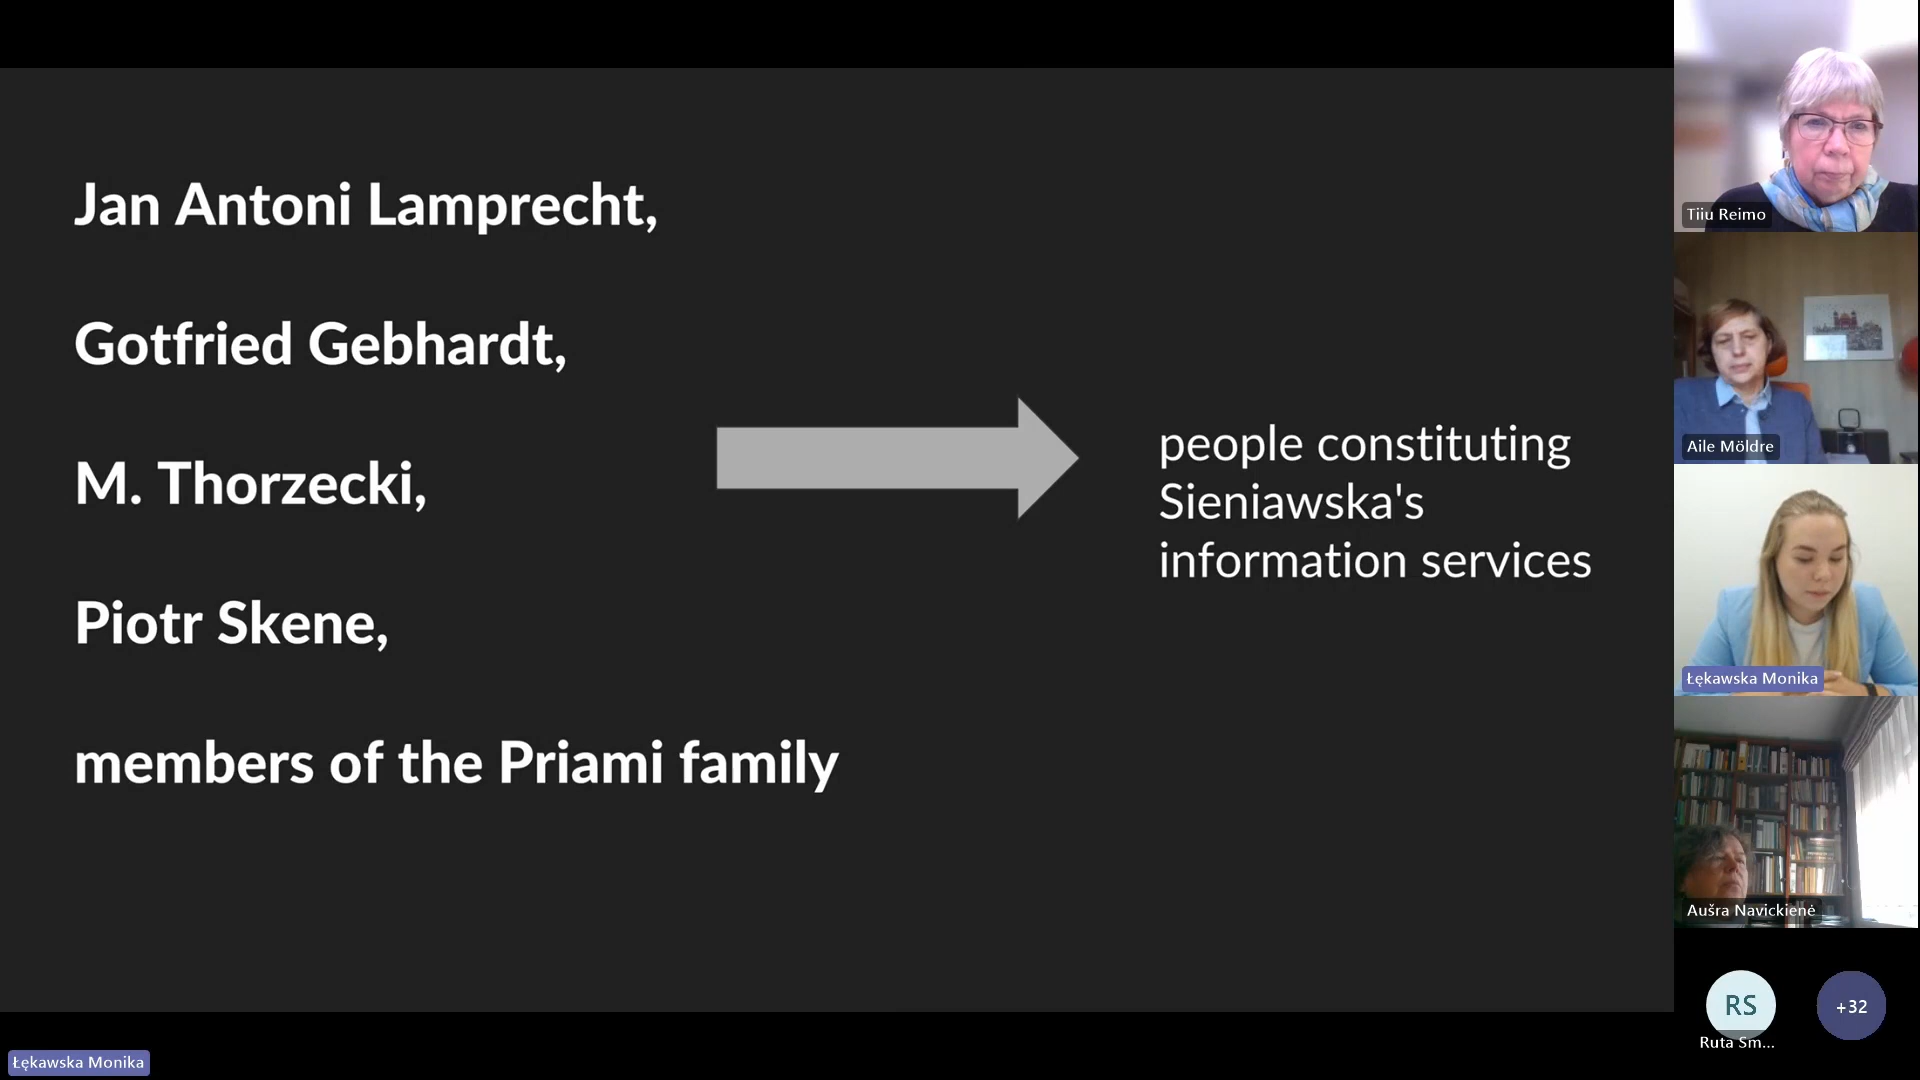 Jan Antoni Lamprecht,
Gotfried Gebhardt,
M. Thorzecki,
Piotr Skene,
members of the Priami family
people constituting
Sieniawska's
information services
Tiiu Reimo
Aile Möldre
Łękawska Monika
Aušra Navickienė
RS
Ruta Sm...
+32
Łękawska Monika